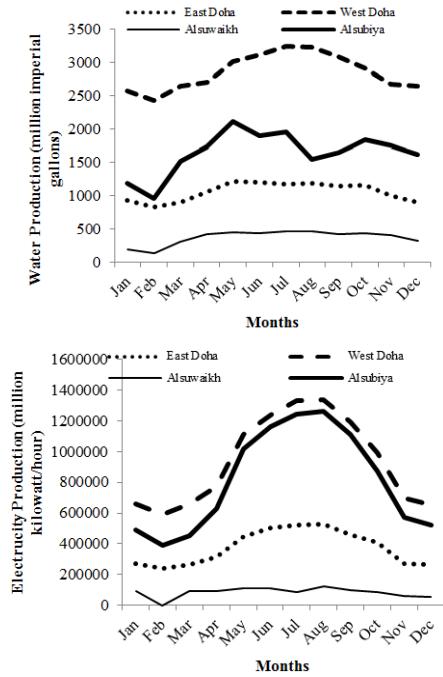 East Doha West Doha
Alsuwaikh Alsubiya
Water Production (million imperial
gallons)
3500
3000
2500
2000
1500
1000
500
0
Jan Feb Mar Apr May Jun Jul Aug Sep Oct Nov Dec
Months
East Doha West Doha
Alsuwaikh Alsubiya
Electrucity Production (million
kilowatt/hour)
1600000
1400000
1200000
1000000
800000
600000
400000
200000
0
Jan Feb Mar Apr May Jun Jul Aug Sep Oct Nov Dec
Months